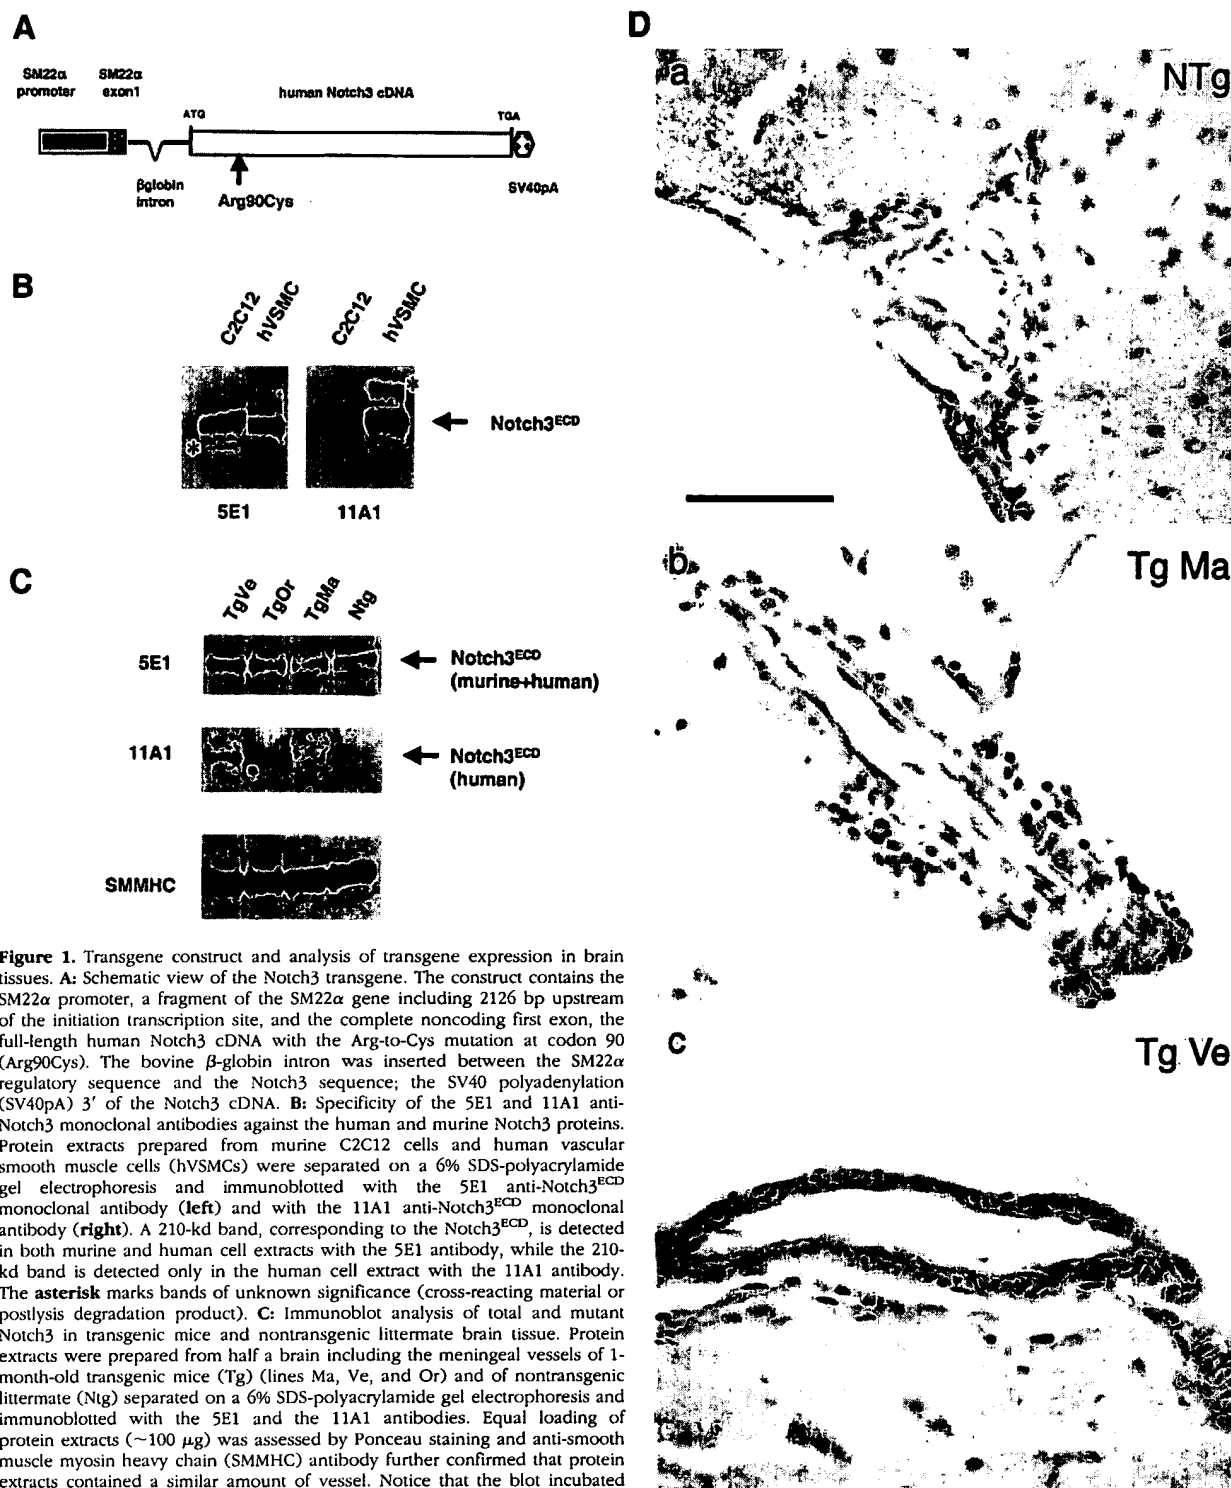 A
SM22α promoter
SM22α exon1
human Notch3 cDNA
ATG
TGA
βglobin intron
Arg90Cys
SV40pA
B
C2C12
hVSMC
C2C12
hVSMC
*
*
Notch3ECD
5E1
11A1
C
TgVe
TgOr
TgMa
Ntg
5E1
Notch3ECD
(murine+human)
11A1
Notch3ECD
(human)
SMMHC
Figure 1. Transgene construct and analysis of transgene expression in brain
tissues. A: Schematic view of the Notch3 transgene. The construct contains the
SM22α promoter, a fragment of the SM22α gene including 2126 bp upstream
of the initiation transcription site, and the complete noncoding first exon, the
full-length human Notch3 cDNA with the Arg-to-Cys mutation at codon 90
(Arg90Cys). The bovine β-globin intron was inserted between the SM22α
regulatory sequence and the Notch3 sequence; the SV40 polyadenylation
(SV40pA) 3′ of the Notch3 cDNA. B: Specificity of the 5E1 and 11A1 anti-
Notch3 monoclonal antibodies against the human and murine Notch3 proteins.
Protein extracts prepared from murine C2C12 cells and human vascular
smooth muscle cells (hVSMCs) were separated on a 6% SDS-polyacrylamide
gel electrophoresis and immunoblotted with the 5E1 anti-Notch3ECD
monoclonal antibody (left) and with the 11A1 anti-Notch3ECD monoclonal
antibody (right). A 210-kd band, corresponding to the Notch3ECD, is detected
in both murine and human cell extracts with the 5E1 antibody, while the 210-
kd band is detected only in the human cell extract with the 11A1 antibody.
The asterisk marks bands of unknown significance (cross-reacting material or
postlysis degradation product). C: Immunoblot analysis of total and mutant
Notch3 in transgenic mice and nontransgenic littermate brain tissue. Protein
extracts were prepared from half a brain including the meningeal vessels of 1-
month-old transgenic mice (Tg) (lines Ma, Ve, and Or) and of nontransgenic
littermate (Ntg) separated on a 6% SDS-polyacrylamide gel electrophoresis and
immunoblotted with the 5E1 and the 11A1 antibodies. Equal loading of
protein extracts (~100 μg) was assessed by Ponceau staining and anti-smooth
muscle myosin heavy chain (SMMHC) antibody further confirmed that protein
extracts contained a similar amount of vessel. Notice that the blot incubated
D
a
NTg
b
Tg Ma
c
Tg Ve